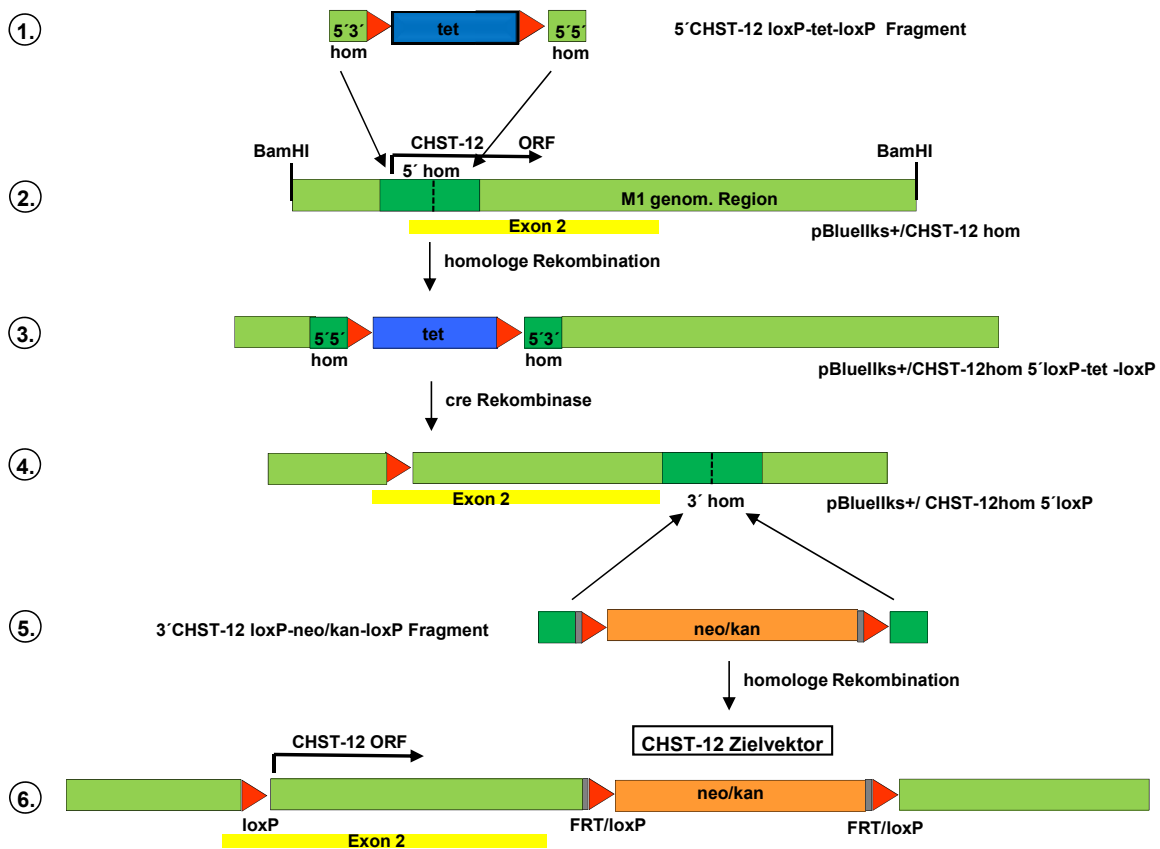 1.
5´3´
tet
5´5´
5´CHST-12 loxP-tet-loxP Fragment
hom
hom
CHST-12 ORF
BamHI
BamHI
5´ hom
2.
M1 genom. Region
Exon 2
pBlueIIks+/CHST-12 hom
homologe Rekombination
3.
5´5´
tet
5´3´
hom
hom
pBlueIIks+/CHST-12hom 5´loxP-tet -loxP
cre Rekombinase
4.
Exon 2
3´ hom
pBlueIIks+/ CHST-12hom 5´loxP
5.
3´CHST-12 loxP-neo/kan-loxP Fragment
neo/kan
homologe Rekombination
CHST-12 ORF
CHST-12 Zielvektor
6.
neo/kan
loxP
FRT/loxP
FRT/loxP
Exon 2